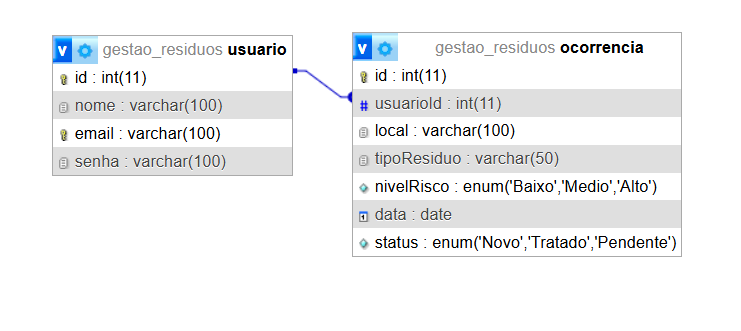 v gestao_residuos usuario
id : int(11)
nome : varchar(100)
email : varchar(100)
senha : varchar(100)
v gestao_residuos ocorrencia
id : int(11)
# usuarioId : int(11)
local : varchar(100)
tipoResiduo : varchar(50)
nivelRisco : enum('Baixo','Medio','Alto')
data : date
status : enum('Novo','Tratado','Pendente')